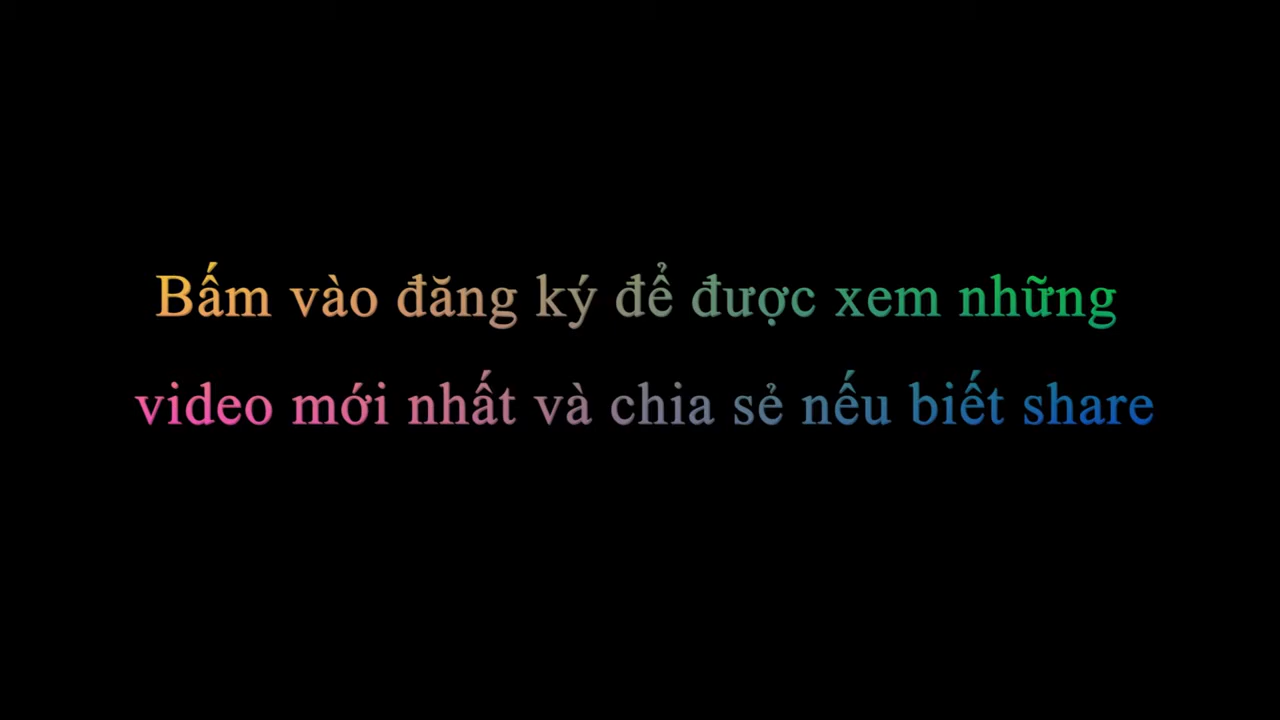 Bấm vào đăng ký để được xem những
video mới nhất và chia sẻ nếu biết share